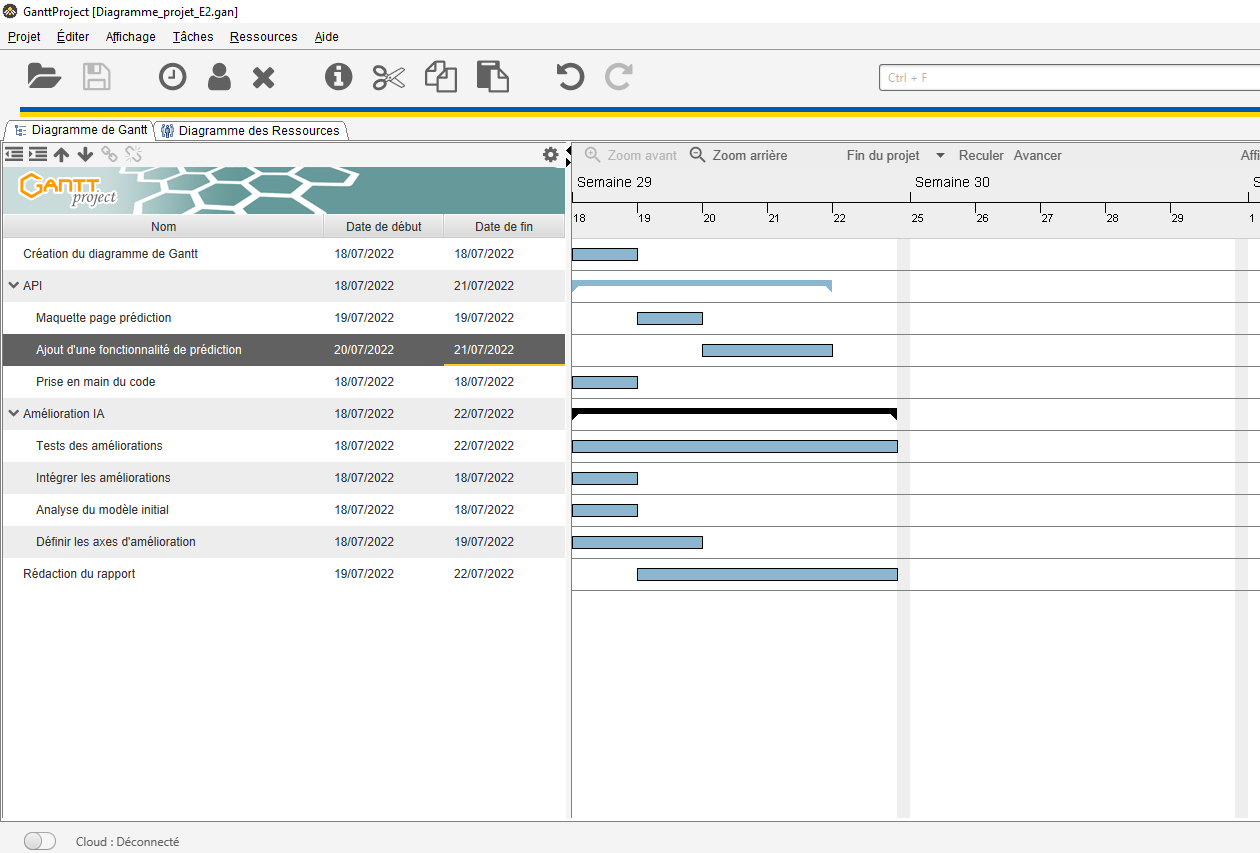 GanttProject [Diagramme_projet_E2.gan]
Projet Éditer Affichage Tâches Ressources Aide
Ctrl + F
Diagramme de Gantt Diagramme des Ressources
Zoom avant Zoom arrière Fin du projet Reculer Avancer Affi
GANTT project
Semaine 29 Semaine 30 S
18 19 20 21 22 25 26 27 28 29 1
Nom Date de début Date de fin
Création du diagramme de Gantt 18/07/2022 18/07/2022
API 18/07/2022 21/07/2022
Maquette page prédiction 19/07/2022 19/07/2022
Ajout d'une fonctionnalité de prédiction 20/07/2022 21/07/2022
Prise en main du code 18/07/2022 18/07/2022
Amélioration IA 18/07/2022 22/07/2022
Tests des améliorations 18/07/2022 22/07/2022
Intégrer les améliorations 18/07/2022 18/07/2022
Analyse du modèle initial 18/07/2022 18/07/2022
Définir les axes d'amélioration 18/07/2022 19/07/2022
Rédaction du rapport 19/07/2022 22/07/2022
Cloud : Déconnecté